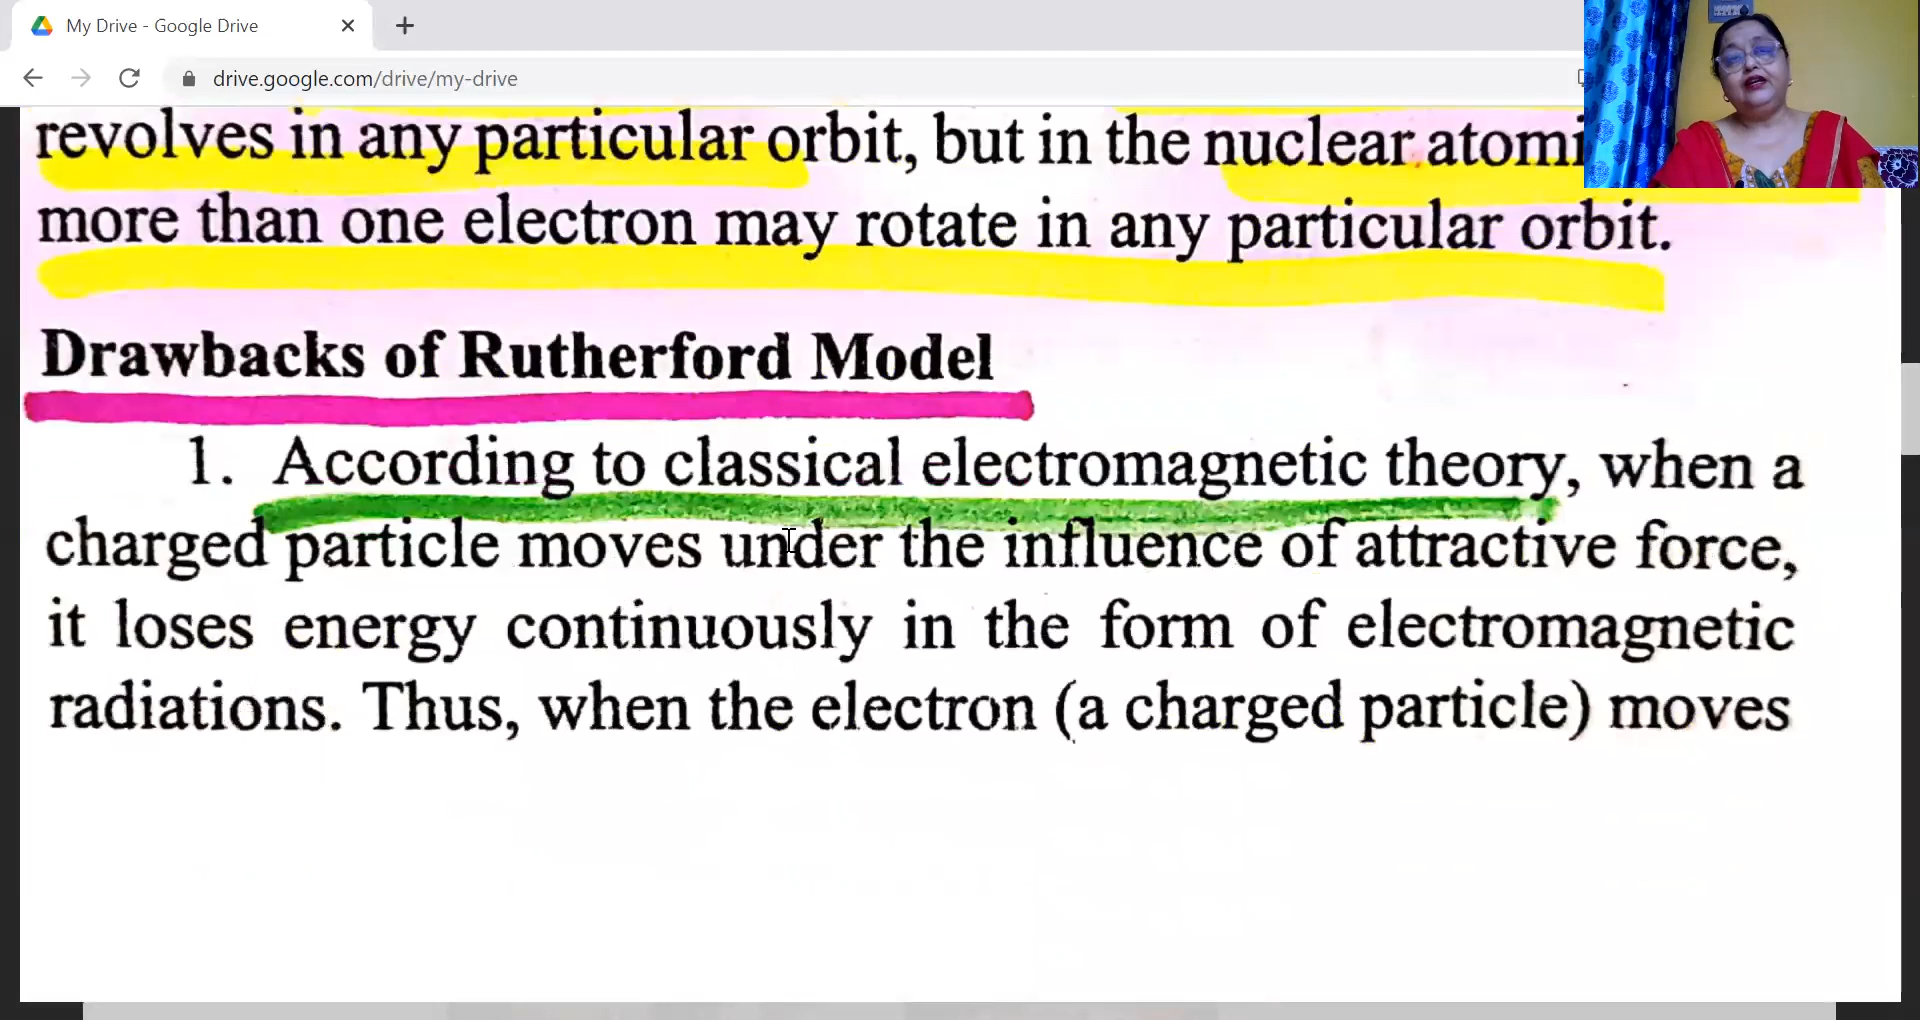 My Drive - Google Drive
drive.google.com/drive/my-drive
revolves in any particular orbit, but in the nuclear
more than one electron may rotate in any particular orbit.
Drawbacks of Rutherford Model
1. According to classical electromagnetic theory, when a
charged particle moves under the influence of attractive force,
it loses energy continuously in the form of electromagnetic
radiations. Thus, when the electron (a charged particle) moves